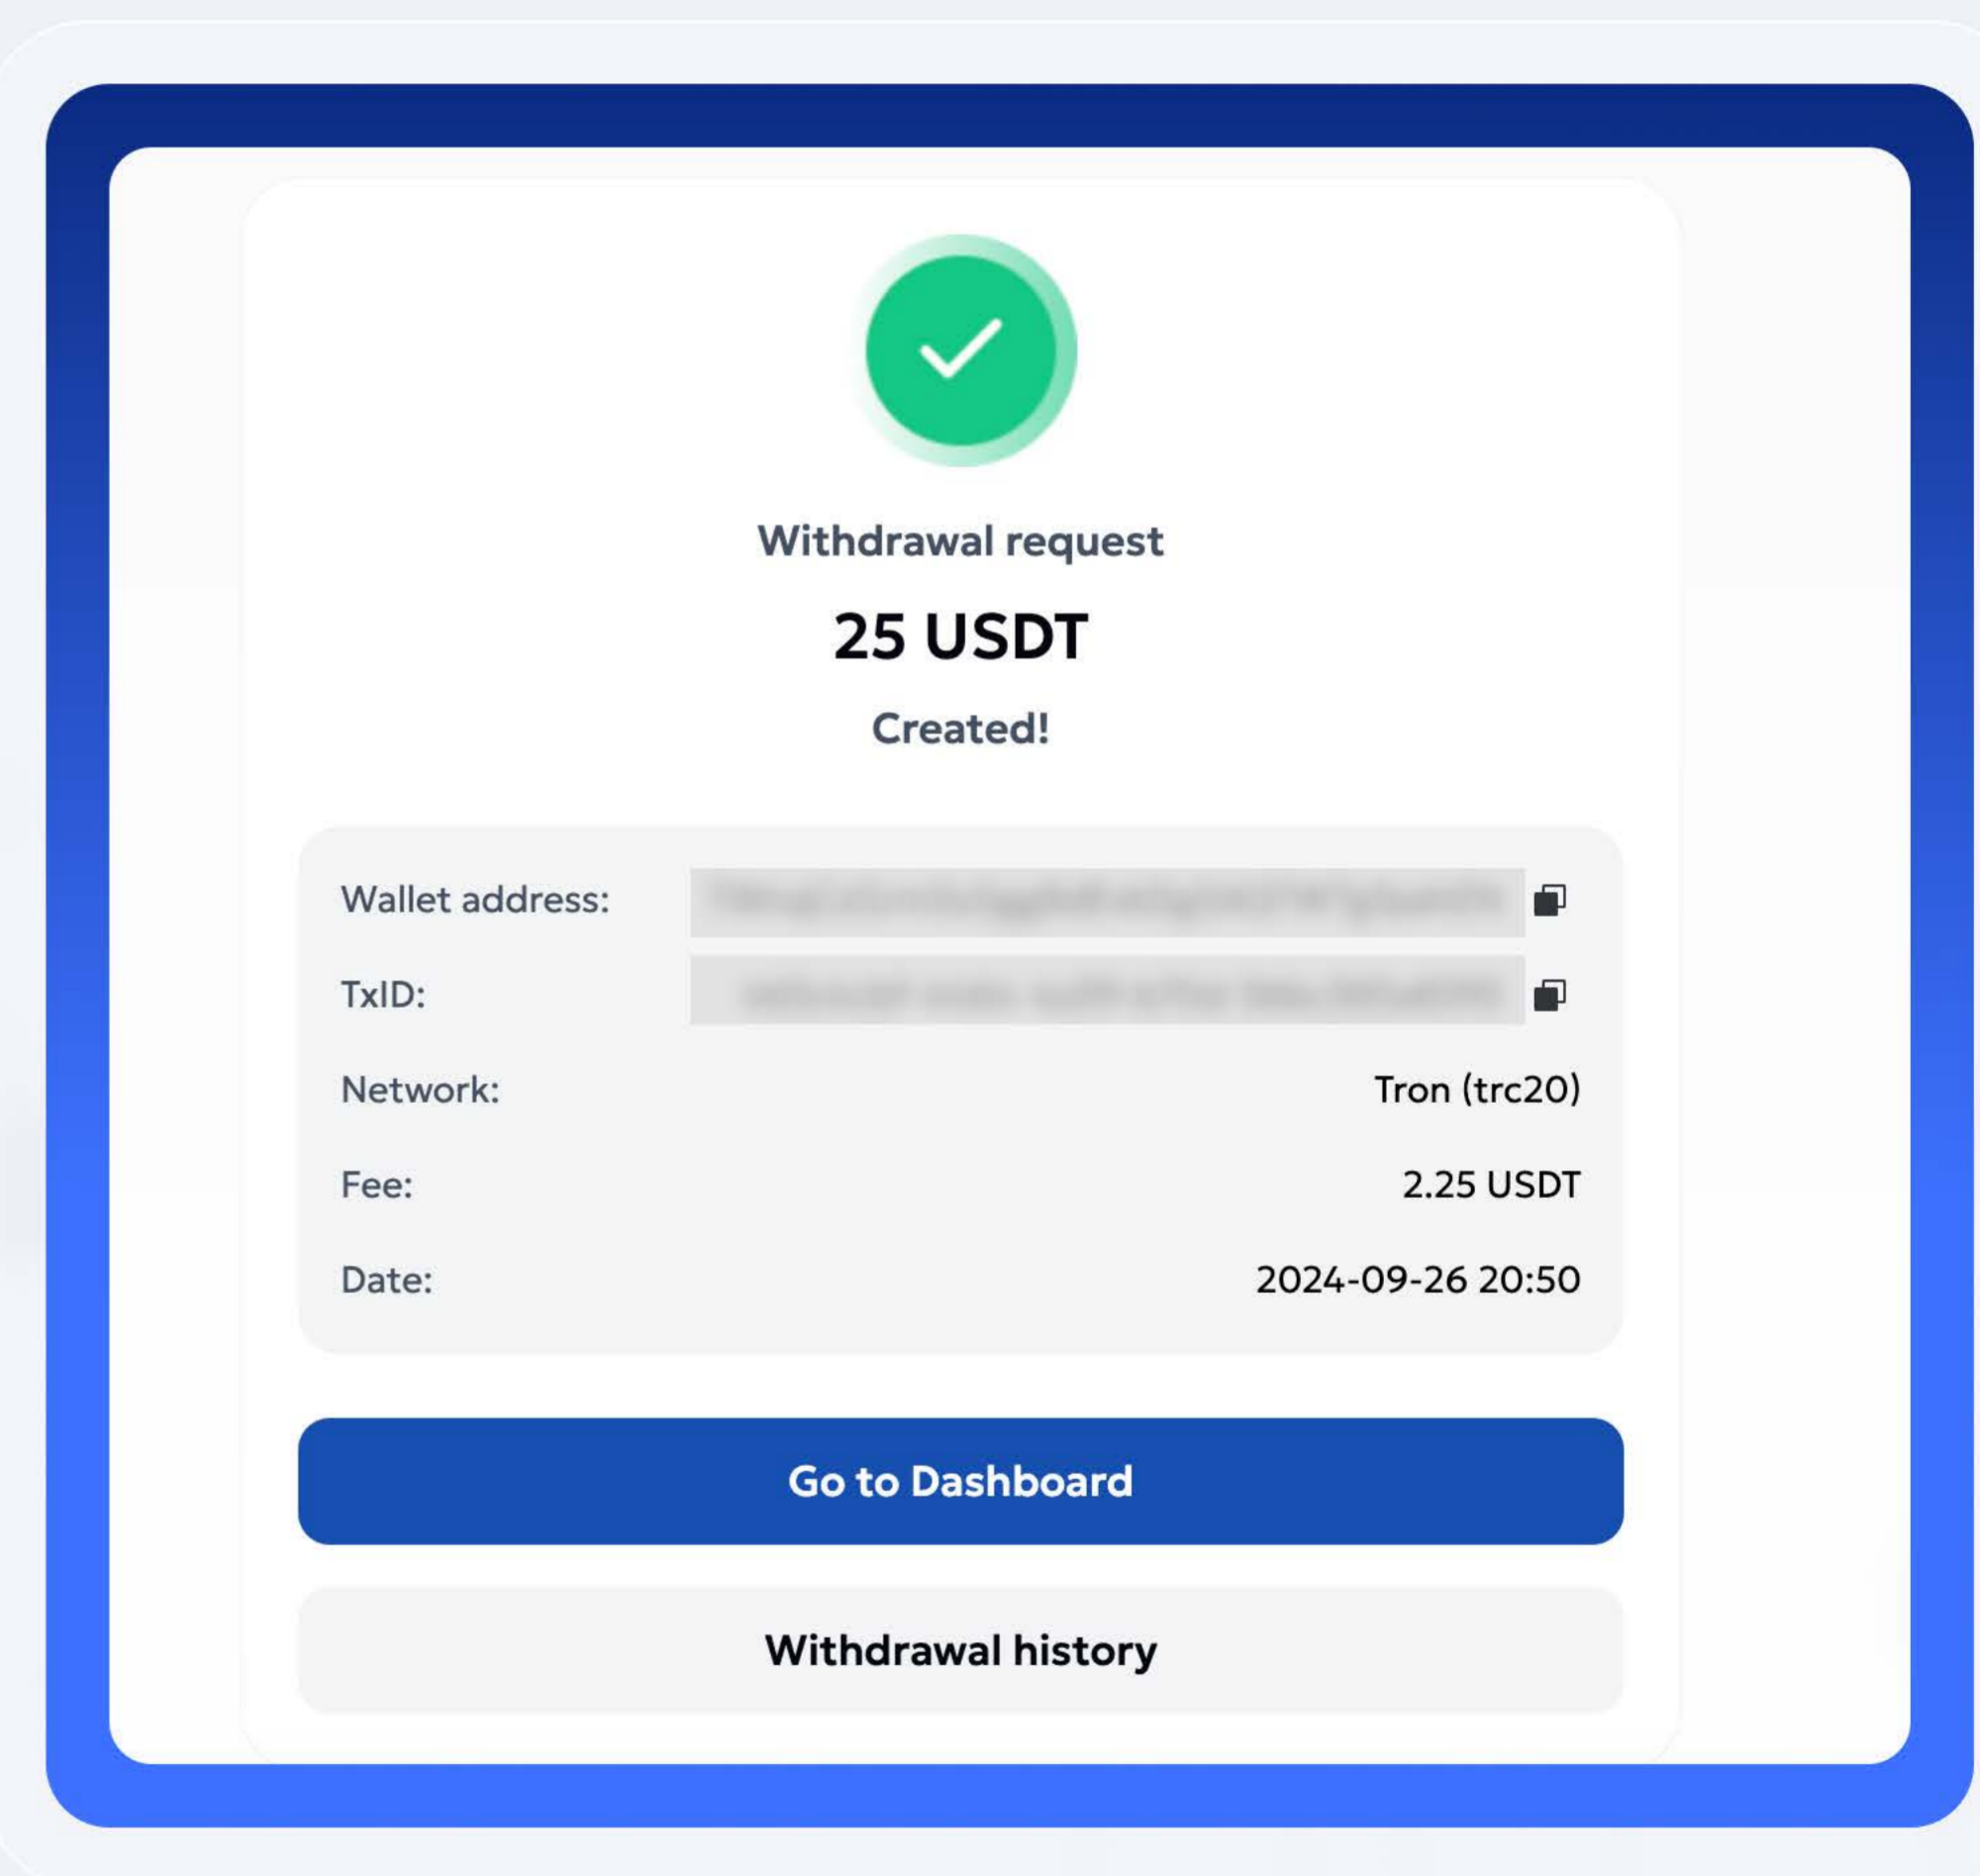 Withdrawal request
25 USDT
Created!
Wallet address:
TxID:
Network: Tron (trc20)
Fee: 2.25 USDT
Date: 2024-09-26 20:50
Go to Dashboard
Withdrawal history